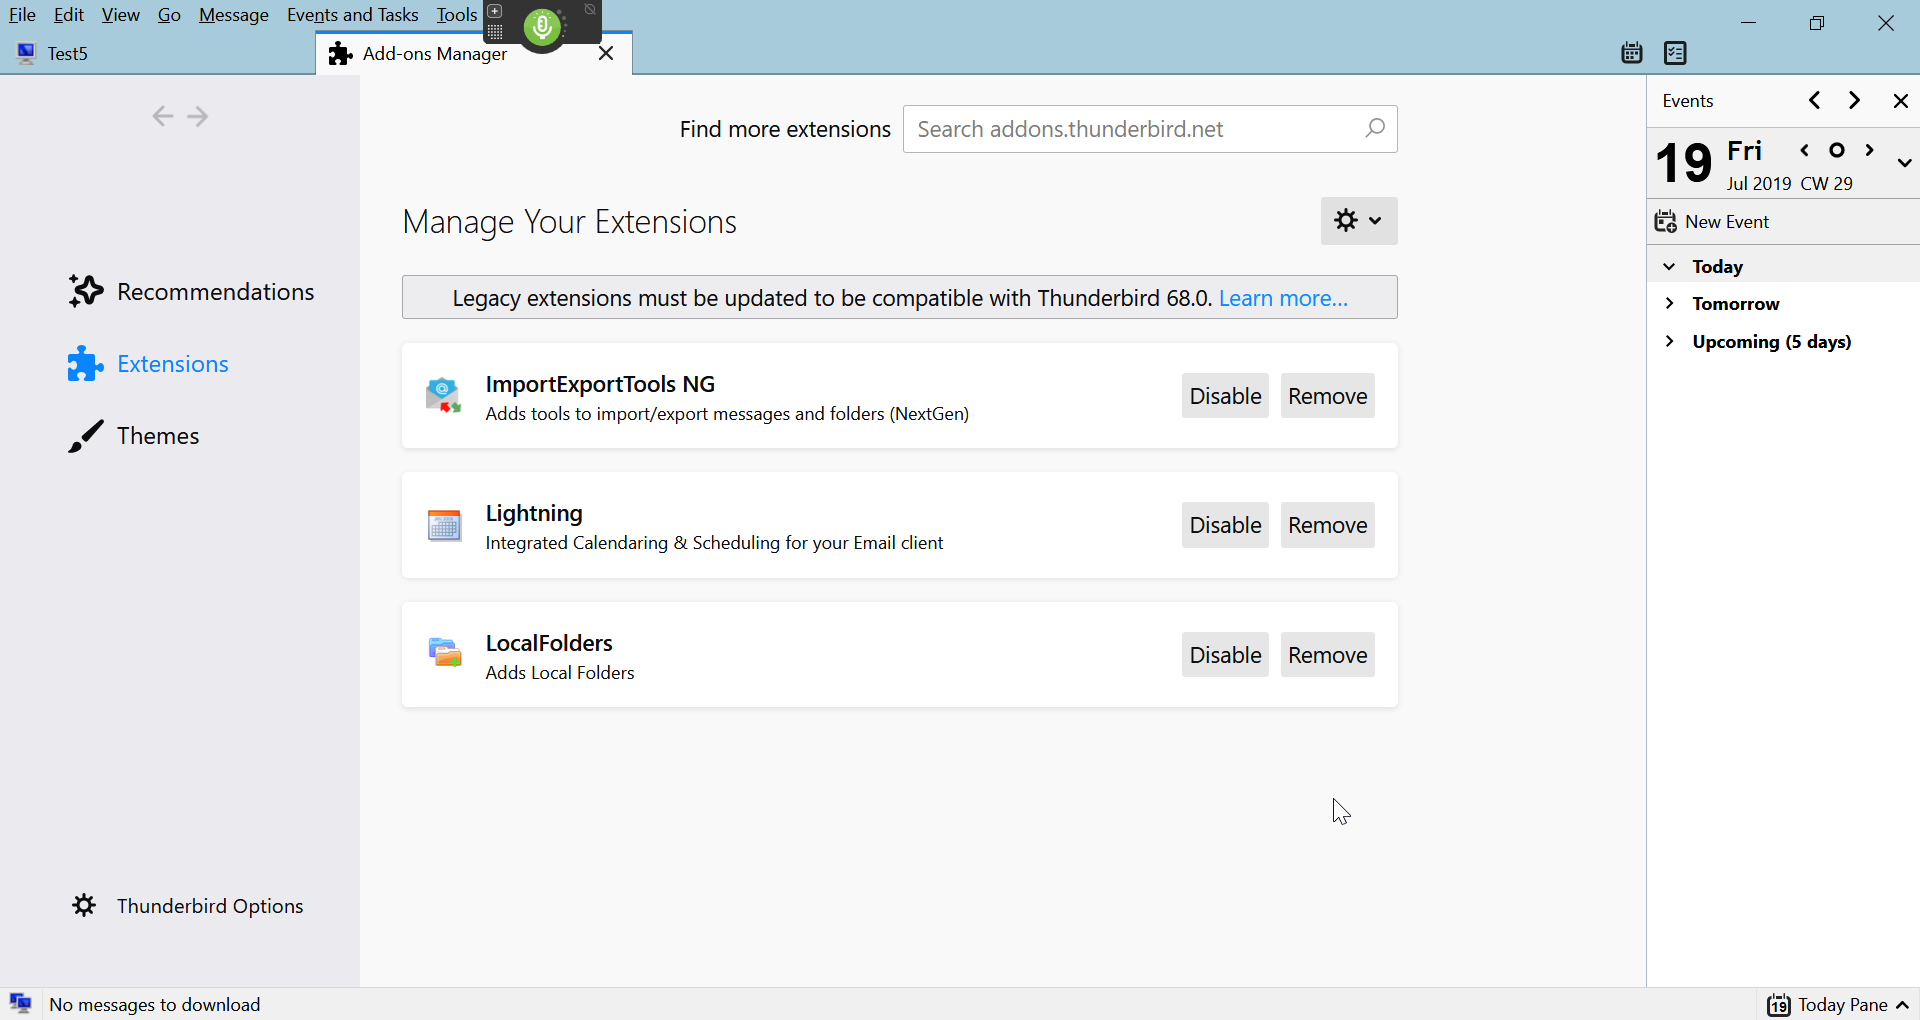 File Edit View Go Message Events and Tasks Tools
Test5
Add-ons Manager
Find more extensions Search addons.thunderbird.net
Manage Your Extensions
Recommendations
Extensions
Themes
Thunderbird Options
Legacy extensions must be updated to be compatible with Thunderbird 68.0. Learn more...
ImportExportTools NG
Adds tools to import/export messages and folders (NextGen)
Disable Remove
Lightning
Integrated Calendaring & Scheduling for your Email client
Disable Remove
LocalFolders
Adds Local Folders
Disable Remove
Events
19 Fri
Jul 2019 CW 29
New Event
Today
Tomorrow
Upcoming (5 days)
No messages to download
19 Today Pane